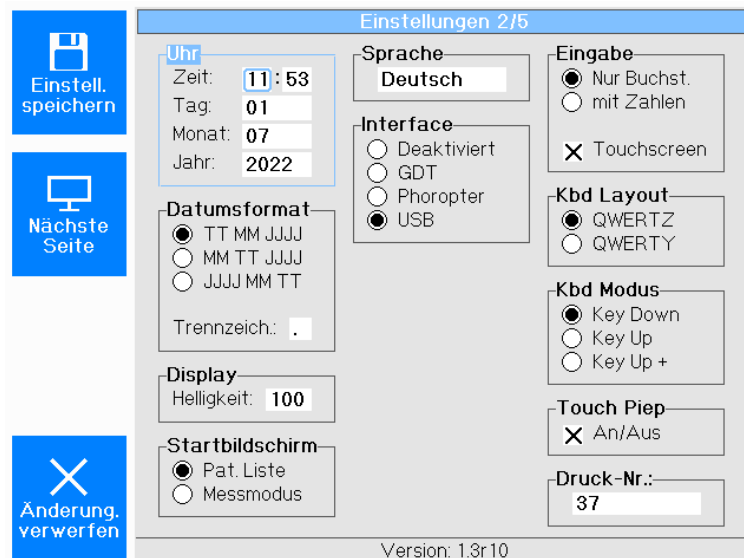 Einstellungen 2/5
Einstell.
speichern
Nächste
Seite
Änderung.
verwerfen
Uhr
Zeit: 11:53
Tag: 01
Monat: 07
Jahr: 2022
Datumsformat
TT MM JJJJ
MM TT JJJJ
JJJJ MM TT
Trennzeich.: .
Display
Helligkeit: 100
Startbildschirm
Pat. Liste
Messmodus
Sprache
Deutsch
Interface
Deaktiviert
GDT
Phoropter
USB
Eingabe
Nur Buchst.
mit Zahlen
Touchscreen
Kbd Layout
QWERTZ
QWERTY
Kbd Modus
Key Down
Key Up
Key Up +
Touch Piep
An/Aus
Druck-Nr.:
37
Version: 1.3r10